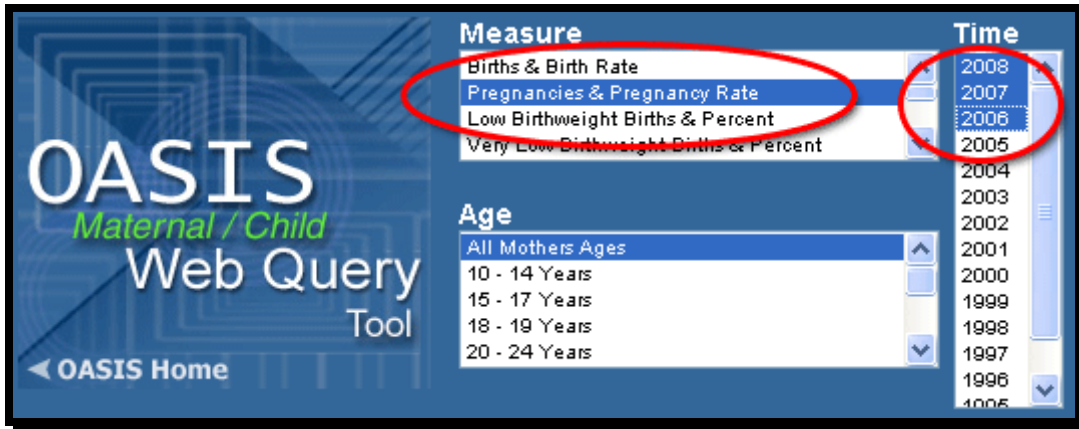 OASIS
Maternal / Child
Web Query
Tool
OASIS Home
Measure
Births & Birth Rate
Pregnancies & Pregnancy Rate
Low Birthweight Births & Percent
Very Low Birthweight Births & Percent
Age
All Mothers Ages
10 - 14 Years
15 - 17 Years
18 - 19 Years
20 - 24 Years
Time
2008
2007
2006
2005
2004
2003
2002
2001
2000
1999
1998
1997
1996
1995